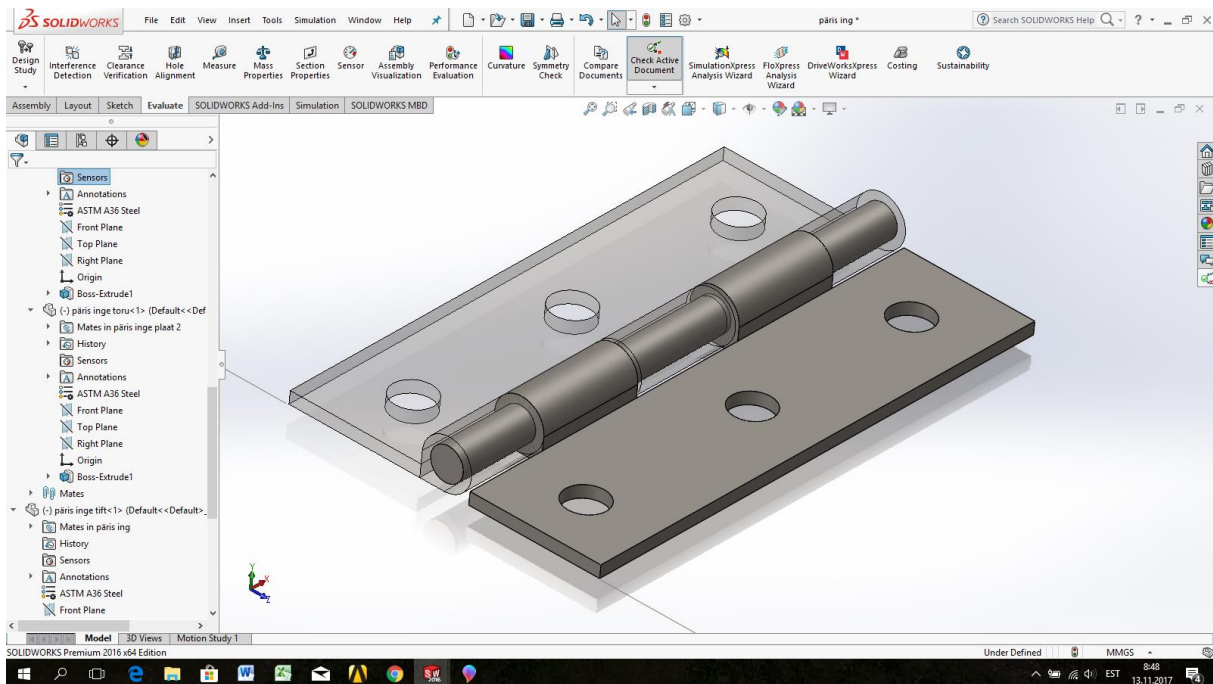 SOLIDWORKS File Edit View Insert Tools Simulation Window Help päris ing * Search SOLIDWORKS Help ?
Design Study
Interference Detection
Clearance Verification
Hole Alignment
Measure
Mass Properties
Section Properties
Sensor
Assembly Visualization
Performance Evaluation
Curvature
Symmetry Check
Compare Documents
Check Active Document
SimulationXpress Analysis Wizard
FloXpress Analysis Wizard
DriveWorksXpress Wizard
Costing
Sustainability
Assembly Layout Sketch Evaluate SOLIDWORKS Add-Ins Simulation SOLIDWORKS MBD
Sensors
Annotations
ASTM A36 Steel
Front Plane
Top Plane
Right Plane
Origin
Boss-Extrude1
(-) päris inge toru<1> (Default<<Def
Mates in päris inge plaat 2
History
Sensors
Annotations
ASTM A36 Steel
Front Plane
Top Plane
Right Plane
Origin
Boss-Extrude1
Mates
(-) päris inge tift<1> (Default<<Default>_
Mates in päris ing
History
Sensors
Annotations
ASTM A36 Steel
Front Plane
Y
X
Z
Model 3D Views Motion Study 1
SOLIDWORKS Premium 2016 x64 Edition Under Defined MMGS
EST 8:48
13.11.2017